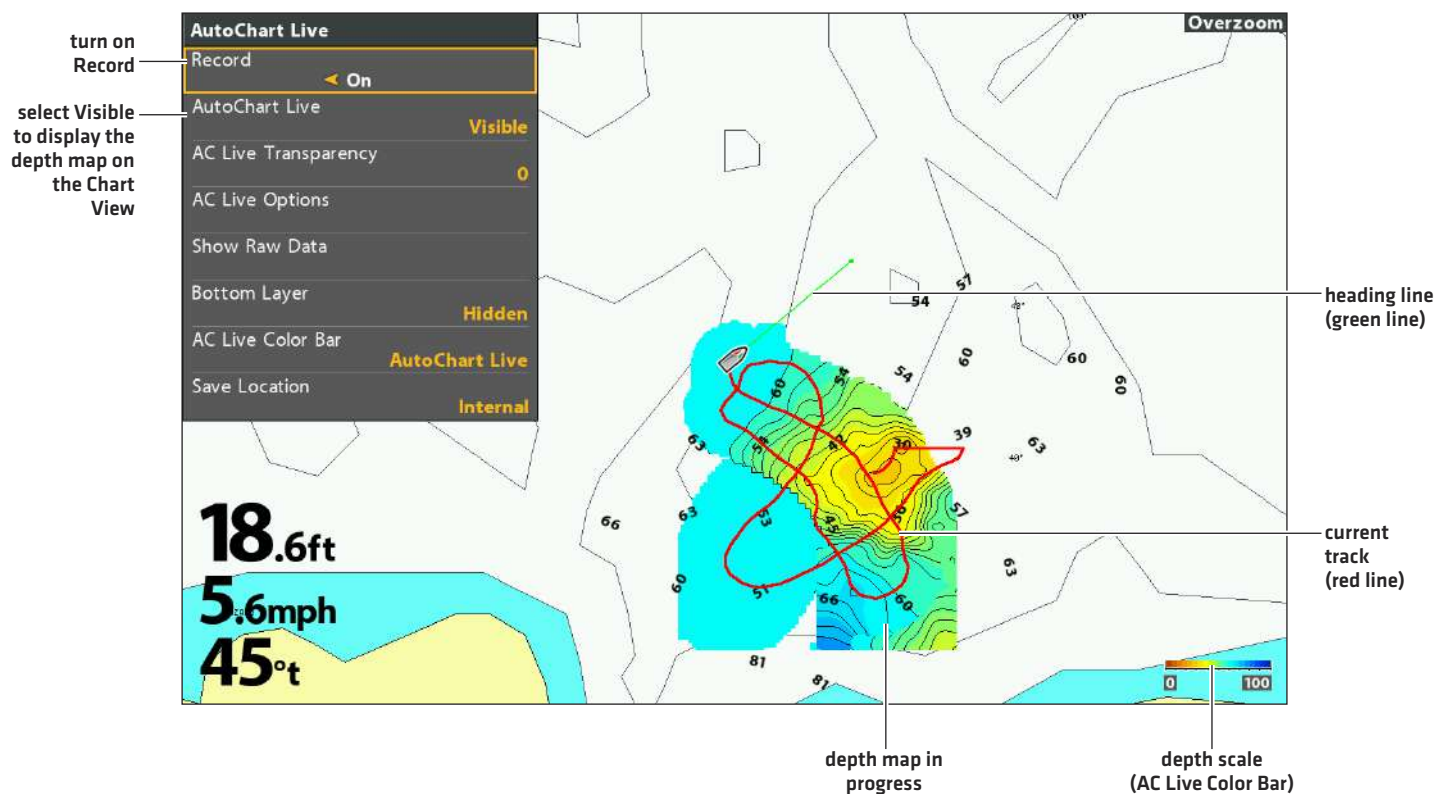 AutoChart Live
Record
On
AutoChart Live
Visible
AC Live Transparency
0
AC Live Options
Show Raw Data
Bottom Layer
Hidden
AC Live Color Bar
AutoChart Live
Save Location
Internal
turn on
Record
select Visible
to display the
depth map on
the Chart
View
Overzoom
57
54
60
60
60
54
54
60
39
30
42
54
63
63
63
66
53
45
56
57
63
60
51
66
60
81
81
18.6ft
5.6mph
45°t
0 100
heading line
(green line)
current
track
(red line)
depth map in
progress
depth scale
(AC Live Color Bar)